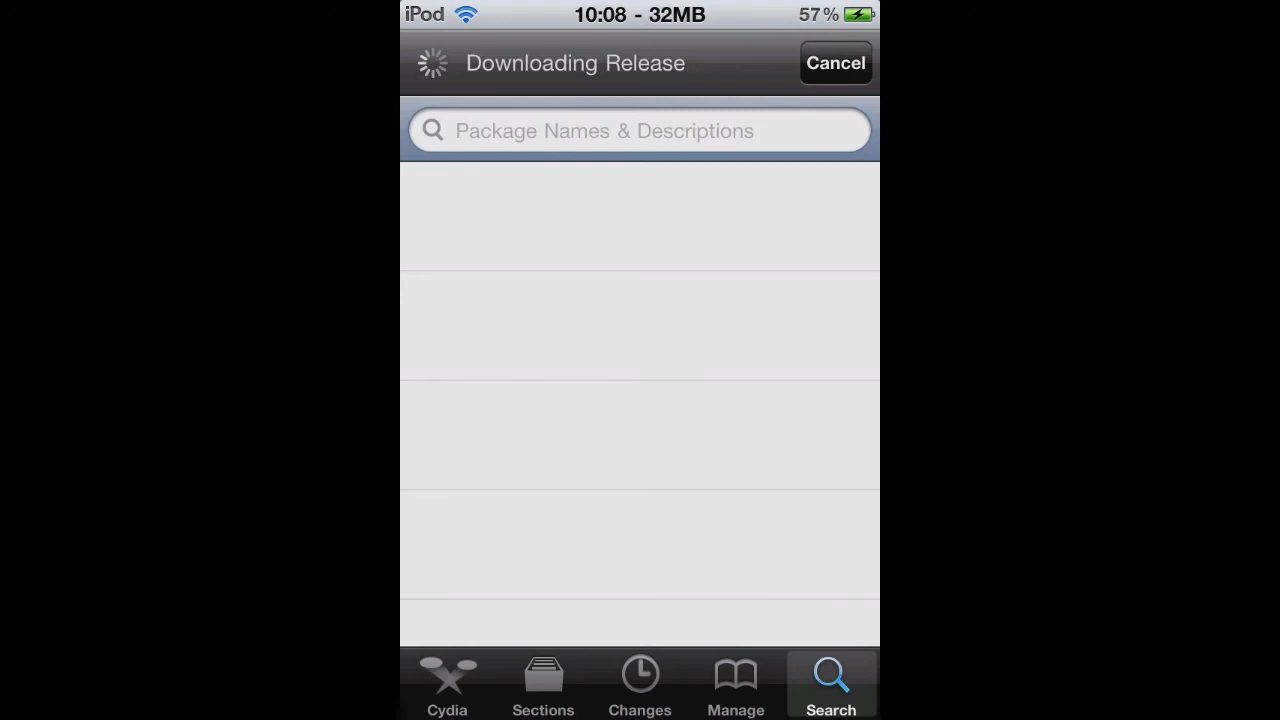 iPod 10:08 - 32MB 57%
Downloading Release Cancel
Package Names & Descriptions
Cydia Sections Changes Manage Search